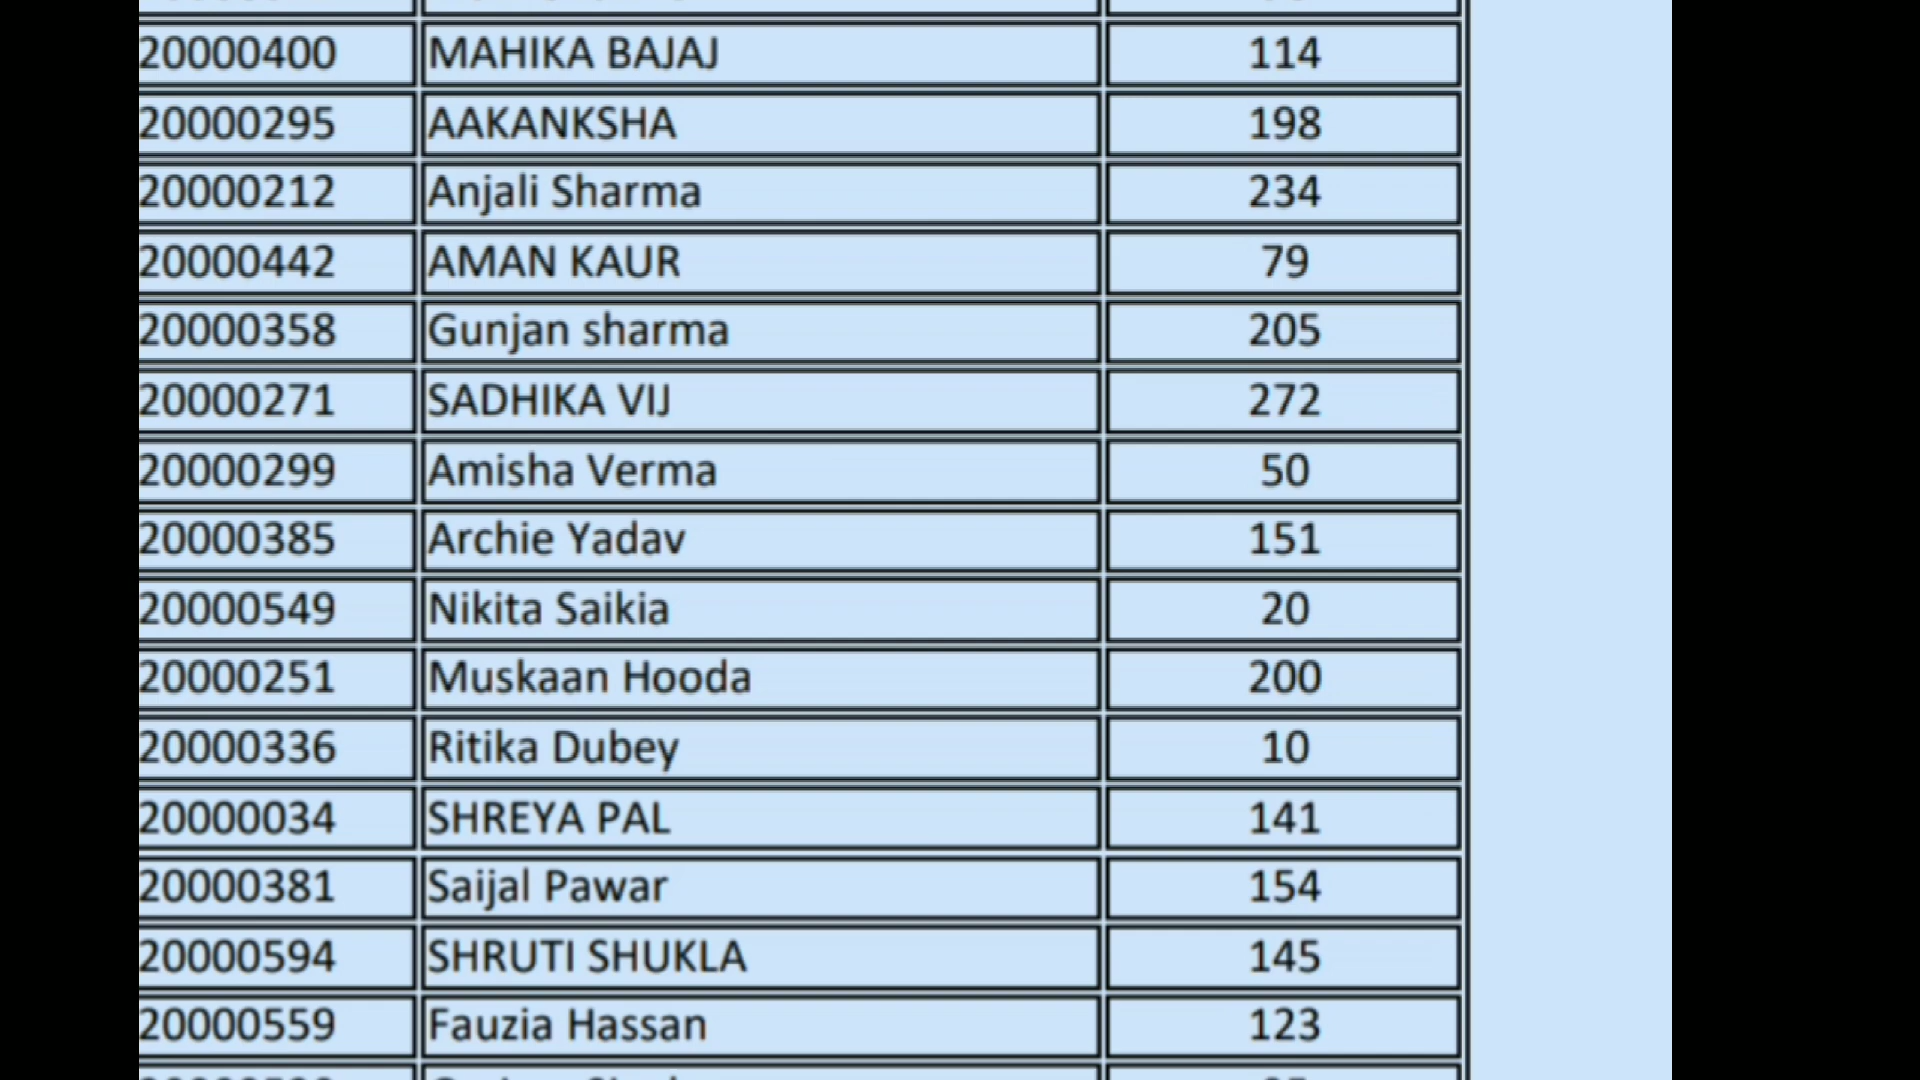 20000400 MAHIKA BAJAJ 114
20000295 AAKANKSHA 198
20000212 Anjali Sharma 234
20000442 AMAN KAUR 79
20000358 Gunjan sharma 205
20000271 SADHIKA VIJ 272
20000299 Amisha Verma 50
20000385 Archie Yadav 151
20000549 Nikita Saikia 20
20000251 Muskaan Hooda 200
20000336 Ritika Dubey 10
20000034 SHREYA PAL 141
20000381 Saijal Pawar 154
20000594 SHRUTI SHUKLA 145
20000559 Fauzia Hassan 123